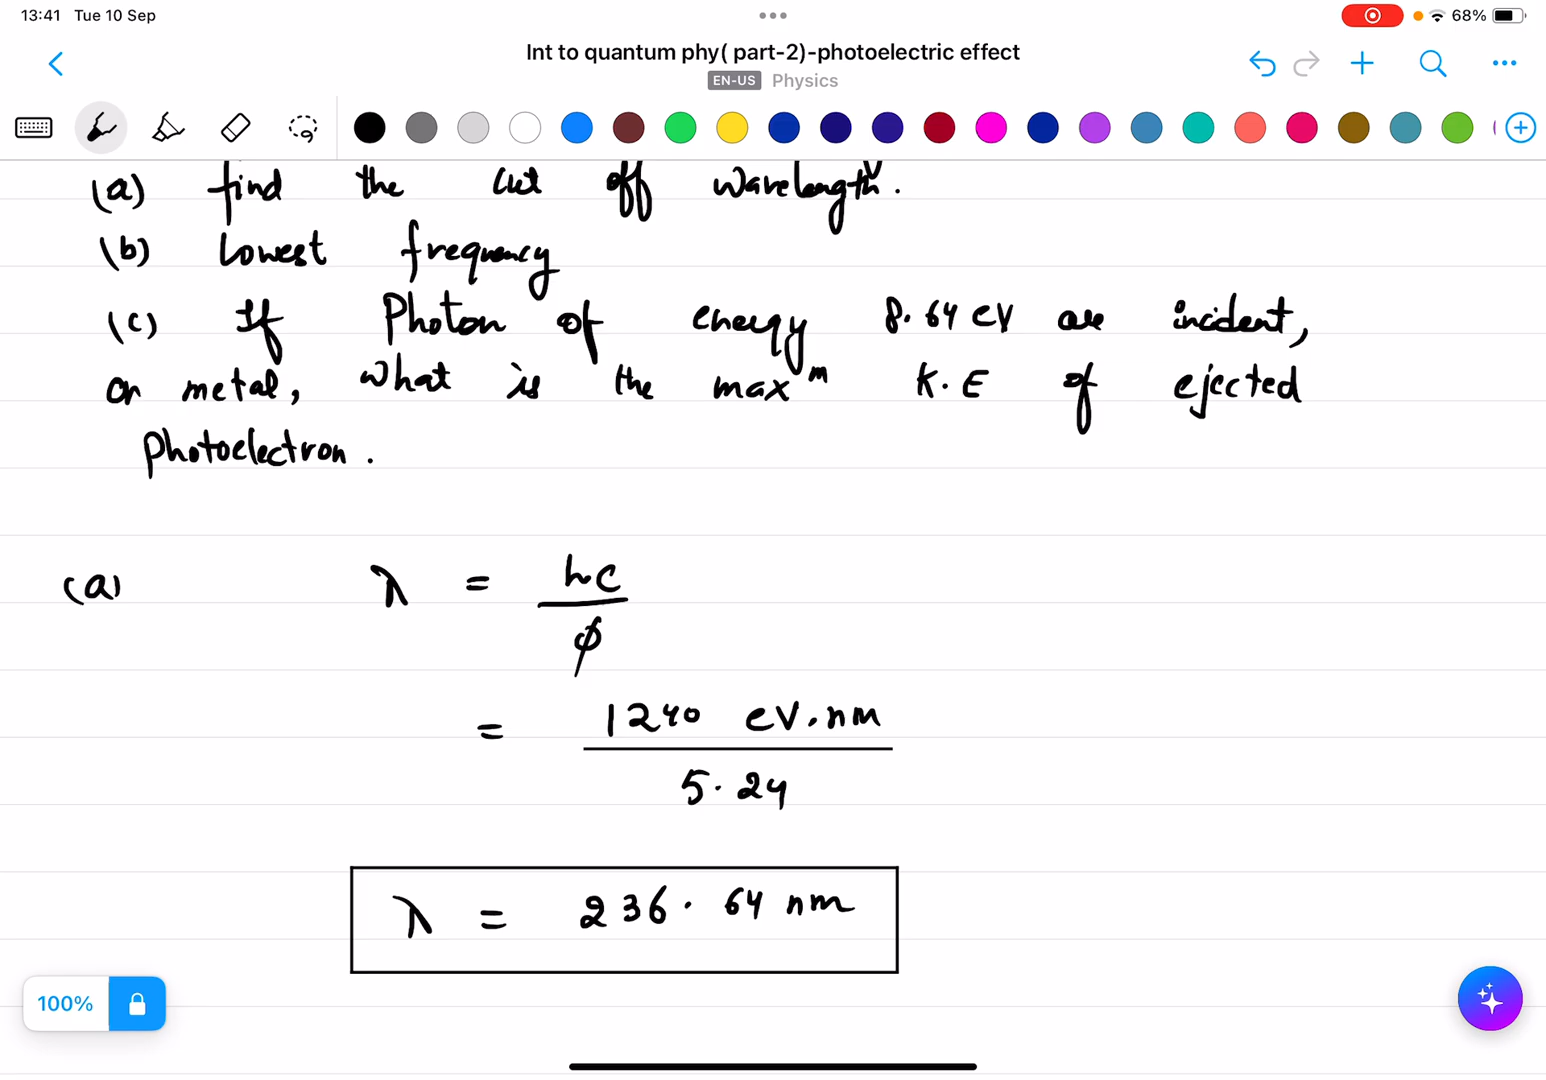 13:41 Tue 10 Sep
68%
Int to quantum phy( part-2)-photoelectric effect
EN-US Physics
(a) find the cut off wavelength.
(b) Lowest frequency
(c) If Photon of energy 8.64 eV are incident,
on metal, what is the max^m K.E of ejected
Photoelectron.
(a) λ = hc
ϕ
= 1240 eV.nm
5.24
λ = 236.64 nm
100%